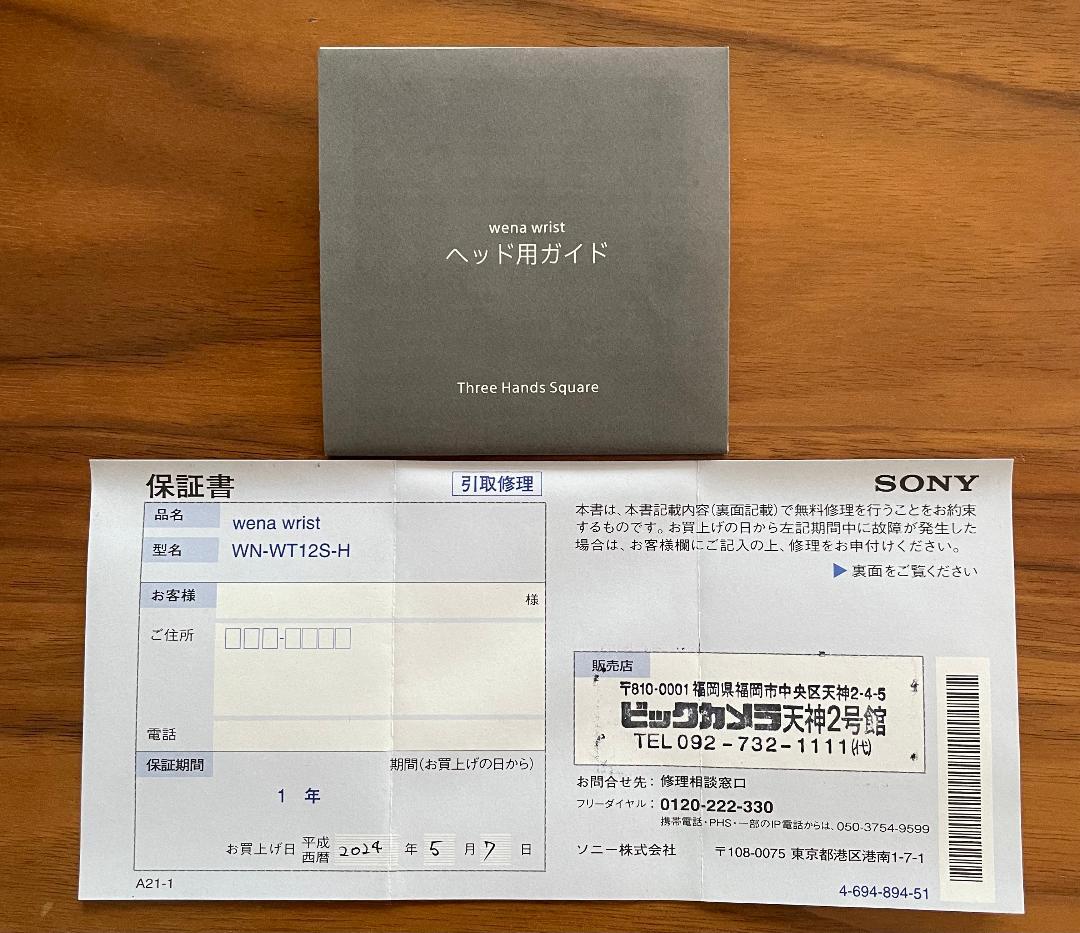 wena wrist
ヘッド用ガイド
Three Hands Square
保証書
引取修理
SONY
品名
wena wrist
型名
WN-WT12S-H
お客様
様
ご住所
□□□-□□□□
電話
保証期間
期間(お買上げの日から)
1 年
お買上げ日 平成 西暦 2024 年 5 月 7 日
A21-1
本書は、本書記載内容(裏面記載)で無料修理を行うことをお約束
するものです。お買上げの日から左記期間中に故障が発生した
場合は、お客様欄にご記入の上、修理をお申付けください。
▶ 裏面をご覧ください
販売店
〒810-0001 福岡県福岡市中央区天神2-4-5
ビックカメラ天神2号館
TEL 092-732-1111(代)
お問合せ先: 修理相談窓口
フリーダイヤル: 0120-222-330
携帯電話・PHS・一部のIP電話からは、050-3754-9599
ソニー株式会社 〒108-0075 東京都港区港南1-7-1
4-694-894-51